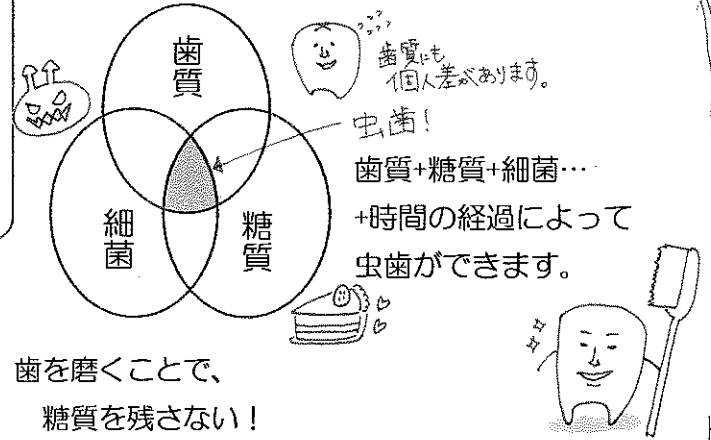 歯質
歯質にも
個人差があります。
虫歯！
細菌
糖質
歯質+糖質+細菌…
+時間の経過によって
虫歯ができます。
歯を磨くことで、
糖質を残さない！